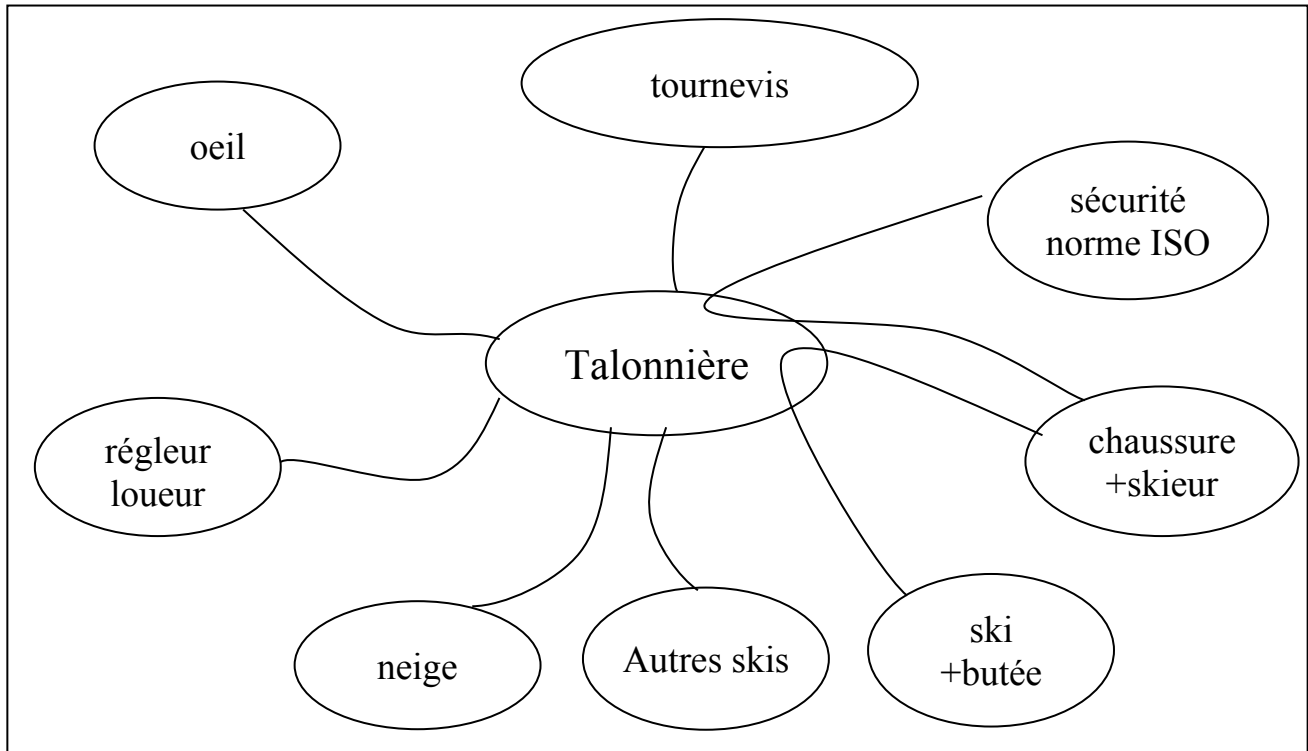 tournevis
oeil
sécurité
norme ISO
Talonnière
régleur
loueur
chaussure
+skieur
neige
Autres skis
ski
+butée